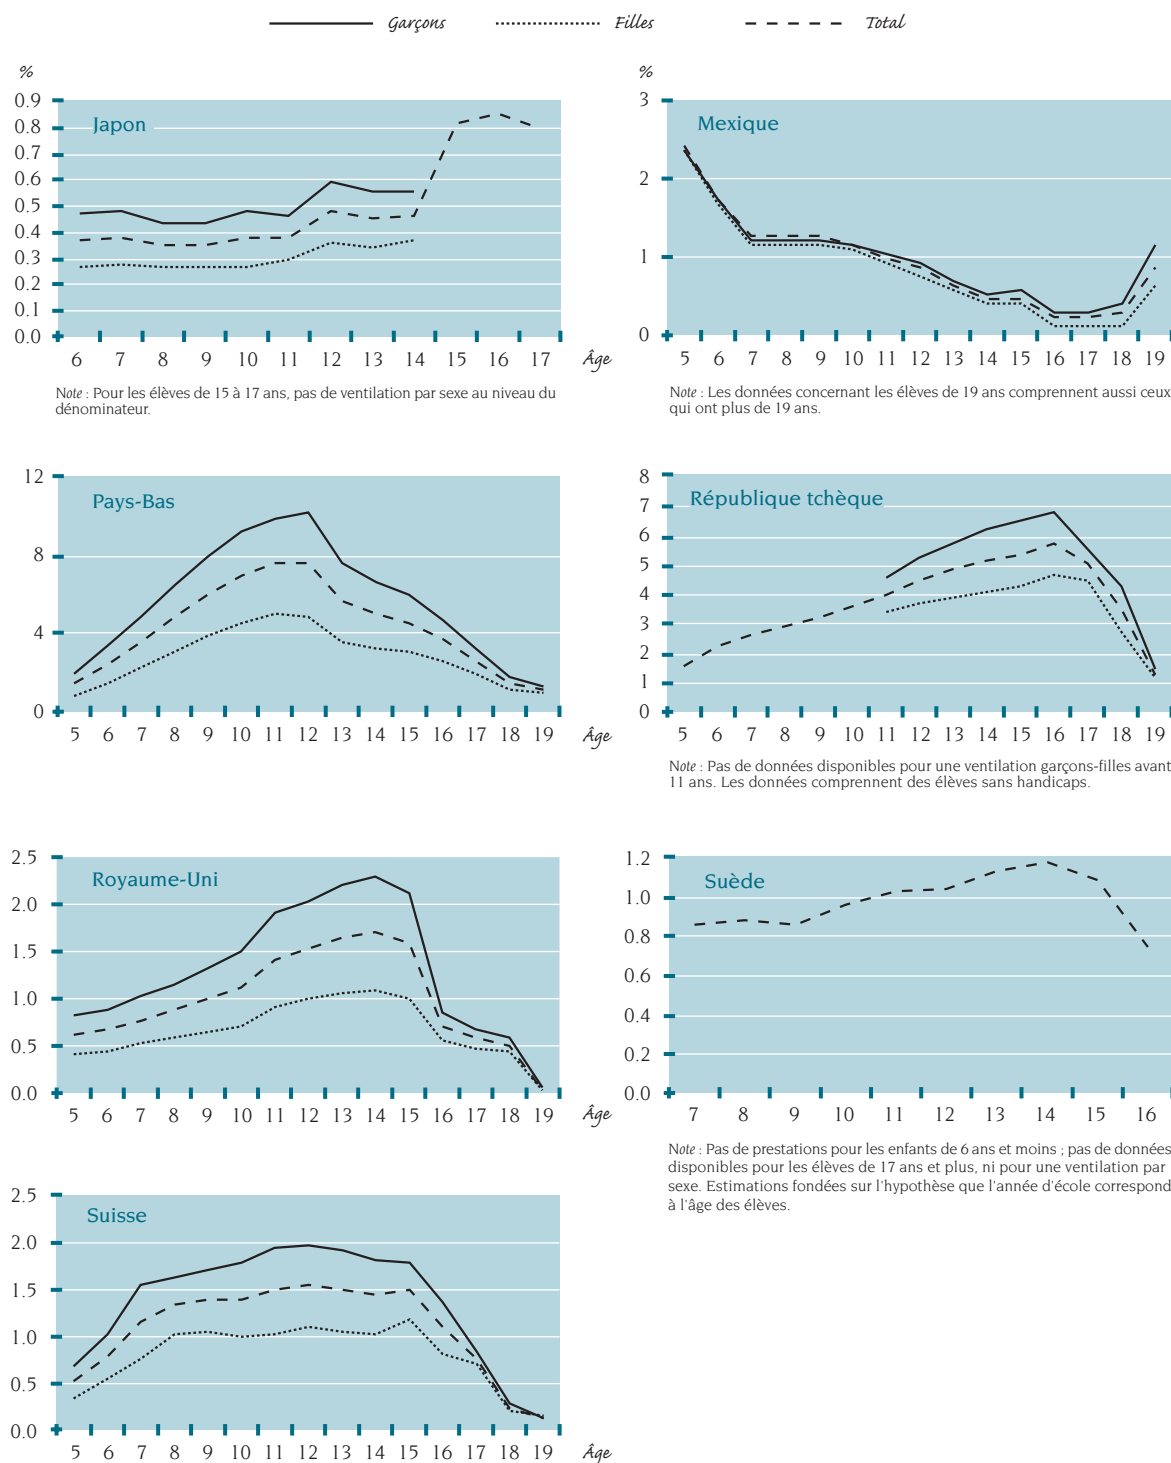 Garçons Filles Total
%
0.9
0.8
0.7
0.6
0.5
0.4
0.3
0.2
0.1
0.0
Japon
6 7 8 9 10 11 12 13 14 15 16 17 Âge
Note : Pour les élèves de 15 à 17 ans, pas de ventilation par sexe au niveau du
dénominateur.
%
3
2
1
0
Mexique
5 6 7 8 9 10 11 12 13 14 15 16 17 18 19
Note : Les données concernant les élèves de 19 ans comprennent aussi ceux
qui ont plus de 19 ans.
12
8
4
0
Pays-Bas
5 6 7 8 9 10 11 12 13 14 15 16 17 18 19 Âge
8
7
6
5
4
3
2
1
0
République tchèque
5 6 7 8 9 10 11 12 13 14 15 16 17 18 19
Note : Pas de données disponibles pour une ventilation garçons-filles avant
11 ans. Les données comprennent des élèves sans handicaps.
2.5
2.0
1.5
1.0
0.5
0.0
Royaume-Uni
5 6 7 8 9 10 11 12 13 14 15 16 17 18 19 Âge
1.2
1.0
0.8
0.6
0.4
0.2
0.0
Suède
7 8 9 10 11 12 13 14 15 16
Note : Pas de prestations pour les enfants de 6 ans et moins ; pas de données
disponibles pour les élèves de 17 ans et plus, ni pour une ventilation par
sexe. Estimations fondées sur l'hypothèse que l'année d'école correspond
à l'âge des élèves.
2.5
2.0
1.5
1.0
0.5
0.0
Suisse
5 6 7 8 9 10 11 12 13 14 15 16 17 18 19 Âge